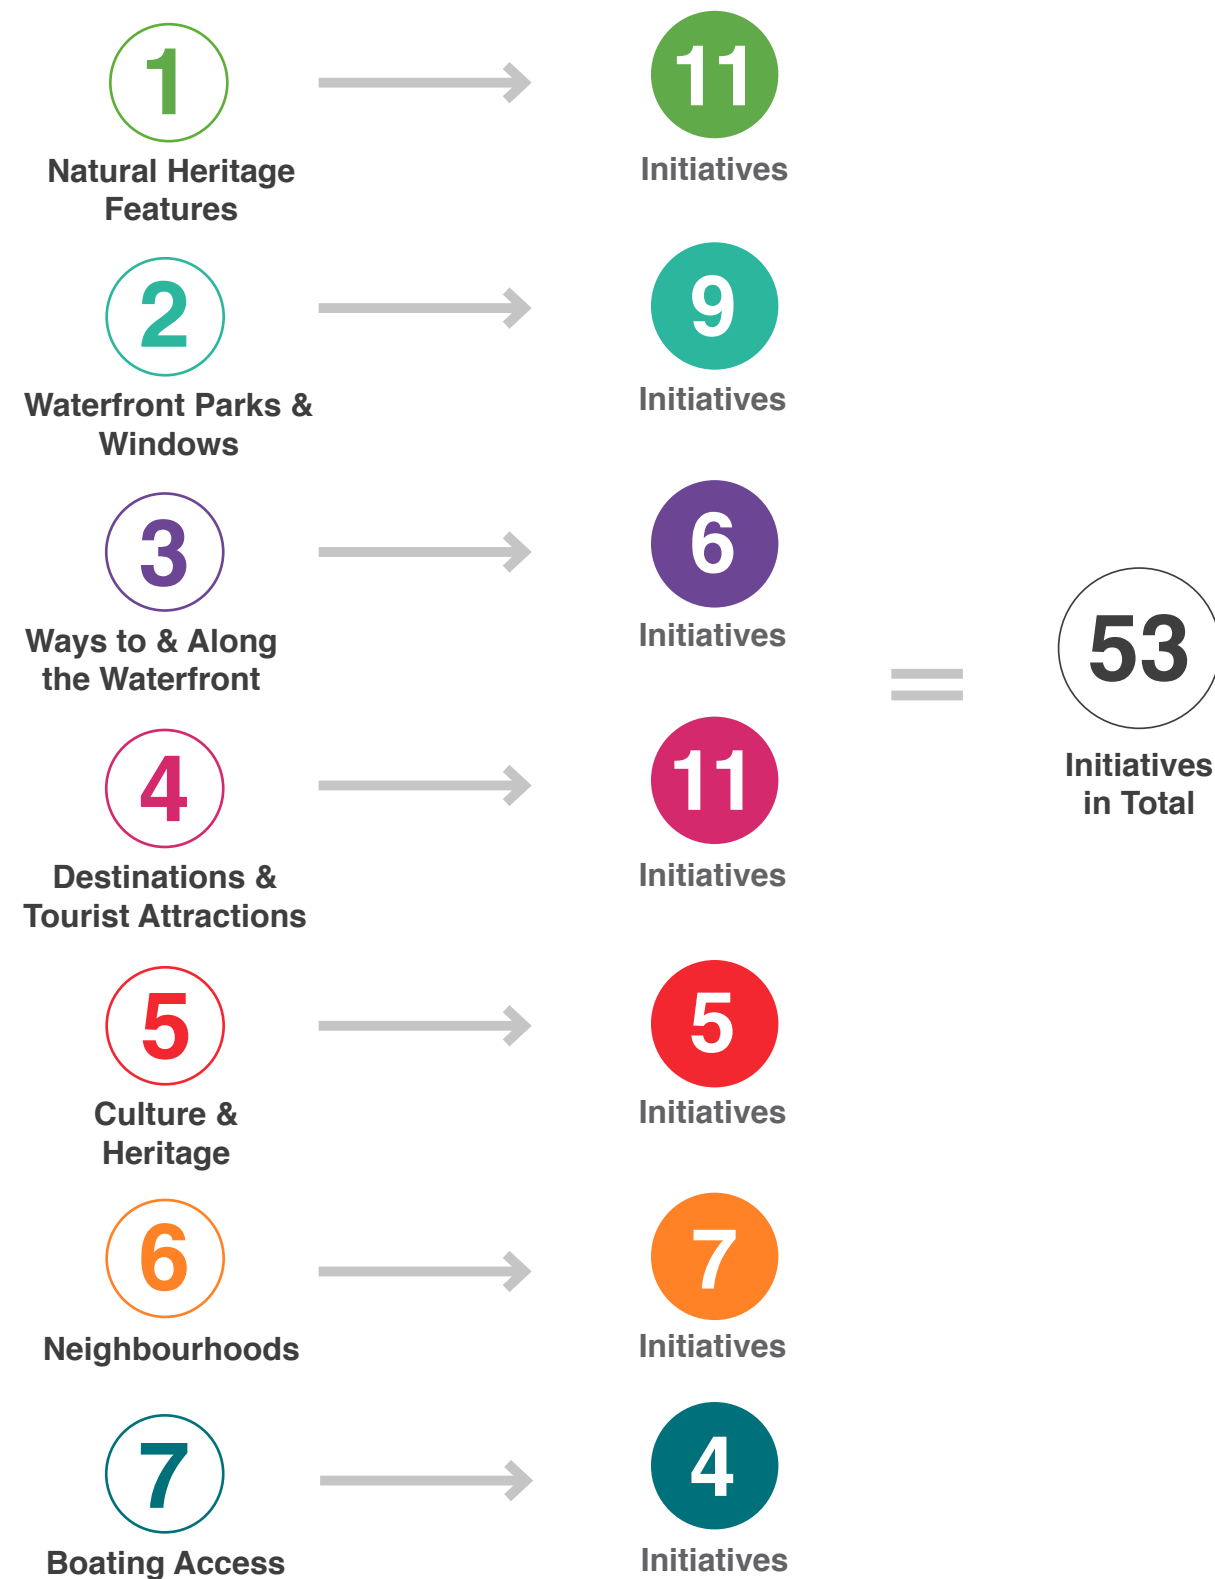 1
11
Natural Heritage
Features
Initiatives
2
9
Waterfront Parks &
Windows
Initiatives
3
6
Ways to & Along
the Waterfront
Initiatives
=
53
Initiatives
in Total
4
11
Destinations &
Tourist Attractions
Initiatives
5
5
Culture &
Heritage
Initiatives
6
7
Neighbourhoods
Initiatives
7
4
Boating Access
Initiatives